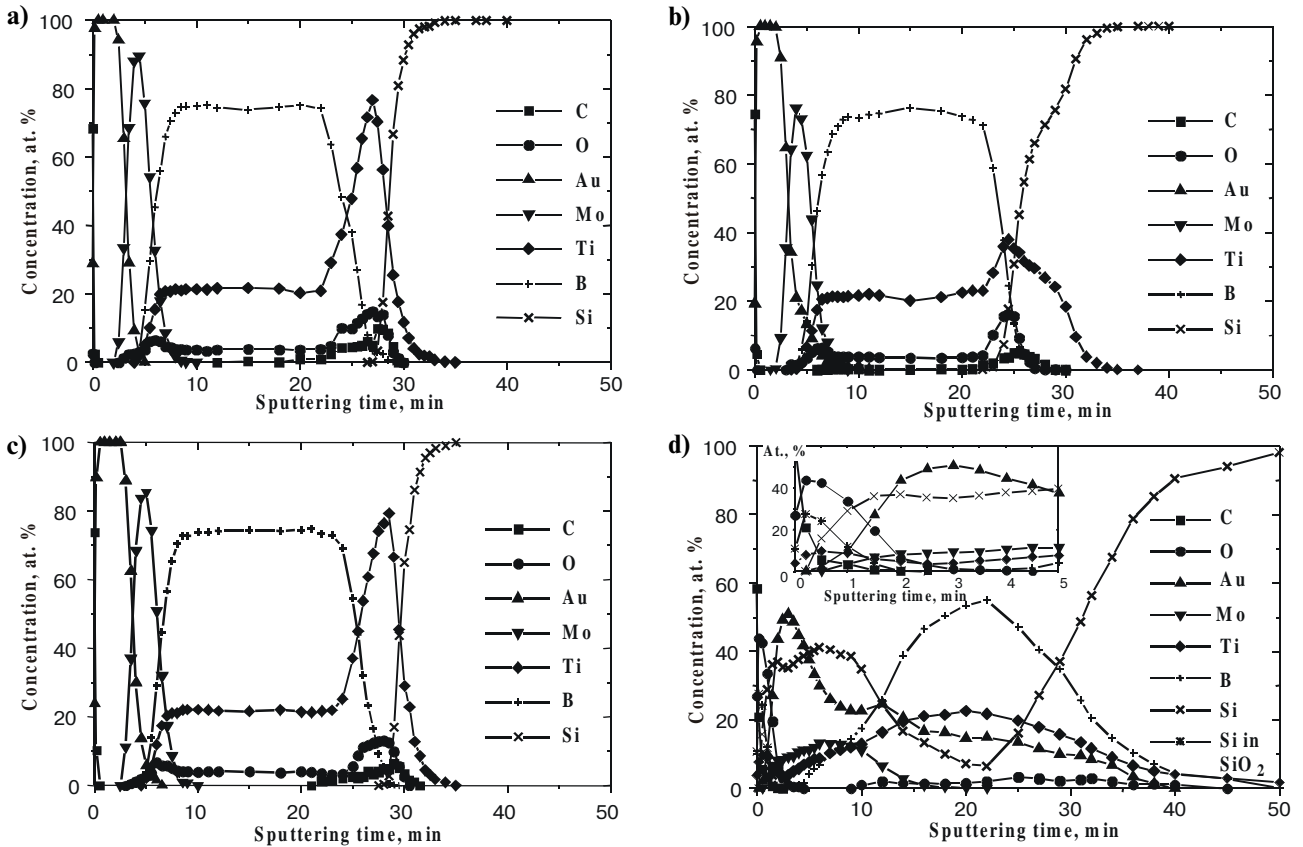 a)
Concentration, at. %
100
80
60
40
20
0
0 10 20 30 40 50
Sputtering time, min
C
O
Au
Mo
Ti
B
Si
b)
Concentration, at. %
100
80
60
40
20
0
0 10 20 30 40 50
Sputtering time, min
C
O
Au
Mo
Ti
B
Si
c)
Concentration, at. %
100
80
60
40
20
0
0 10 20 30 40 50
Sputtering time, min
C
O
Au
Mo
Ti
B
Si
d)
Concentration, at. %
100
80
60
40
20
0
0 10 20 30 40 50
Sputtering time, min
At., %
40
20
0
0 1 2 3 4 5
Sputtering time, min
C
O
Au
Mo
Ti
B
Si
Si in
SiO2